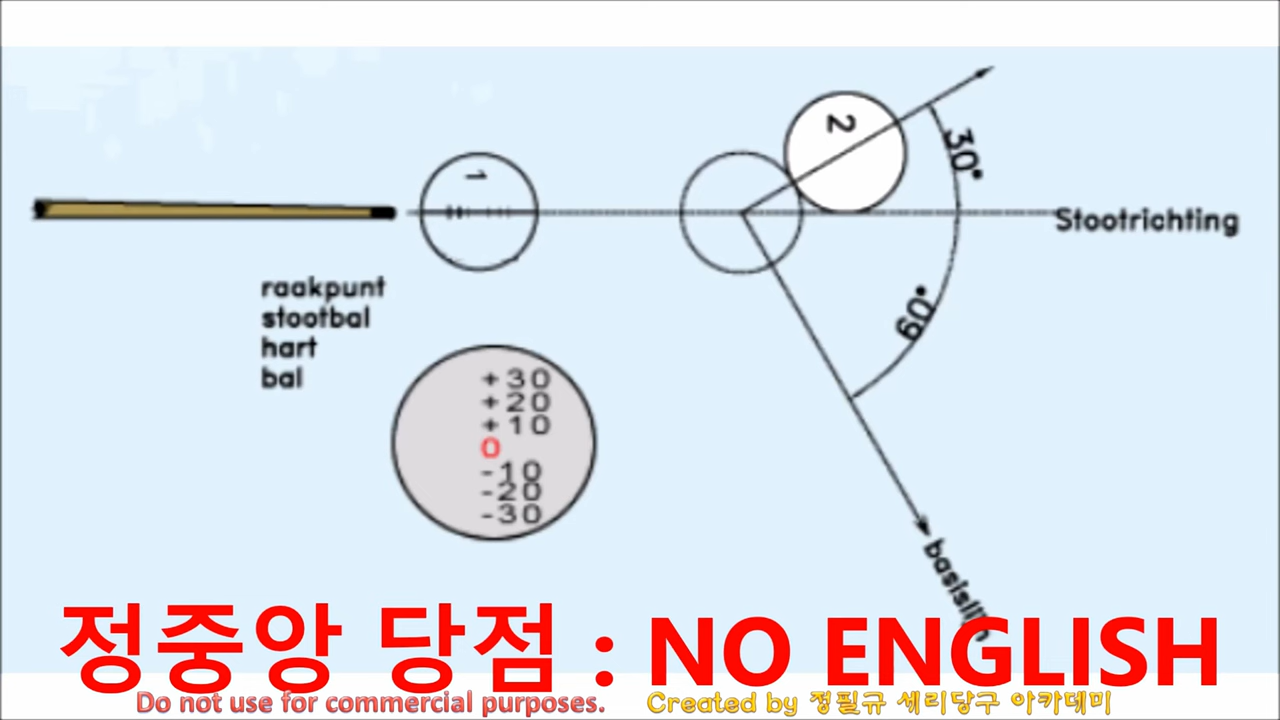 1
2
30°
Stootrichting
60°
raakpunt
stootbal
hart
bal
+30
+20
+10
0
-10
-20
-30
정중앙 당점 : NO ENGLISH
Do not use for commercial purposes. Created by 정필규 세리당구 아카데미